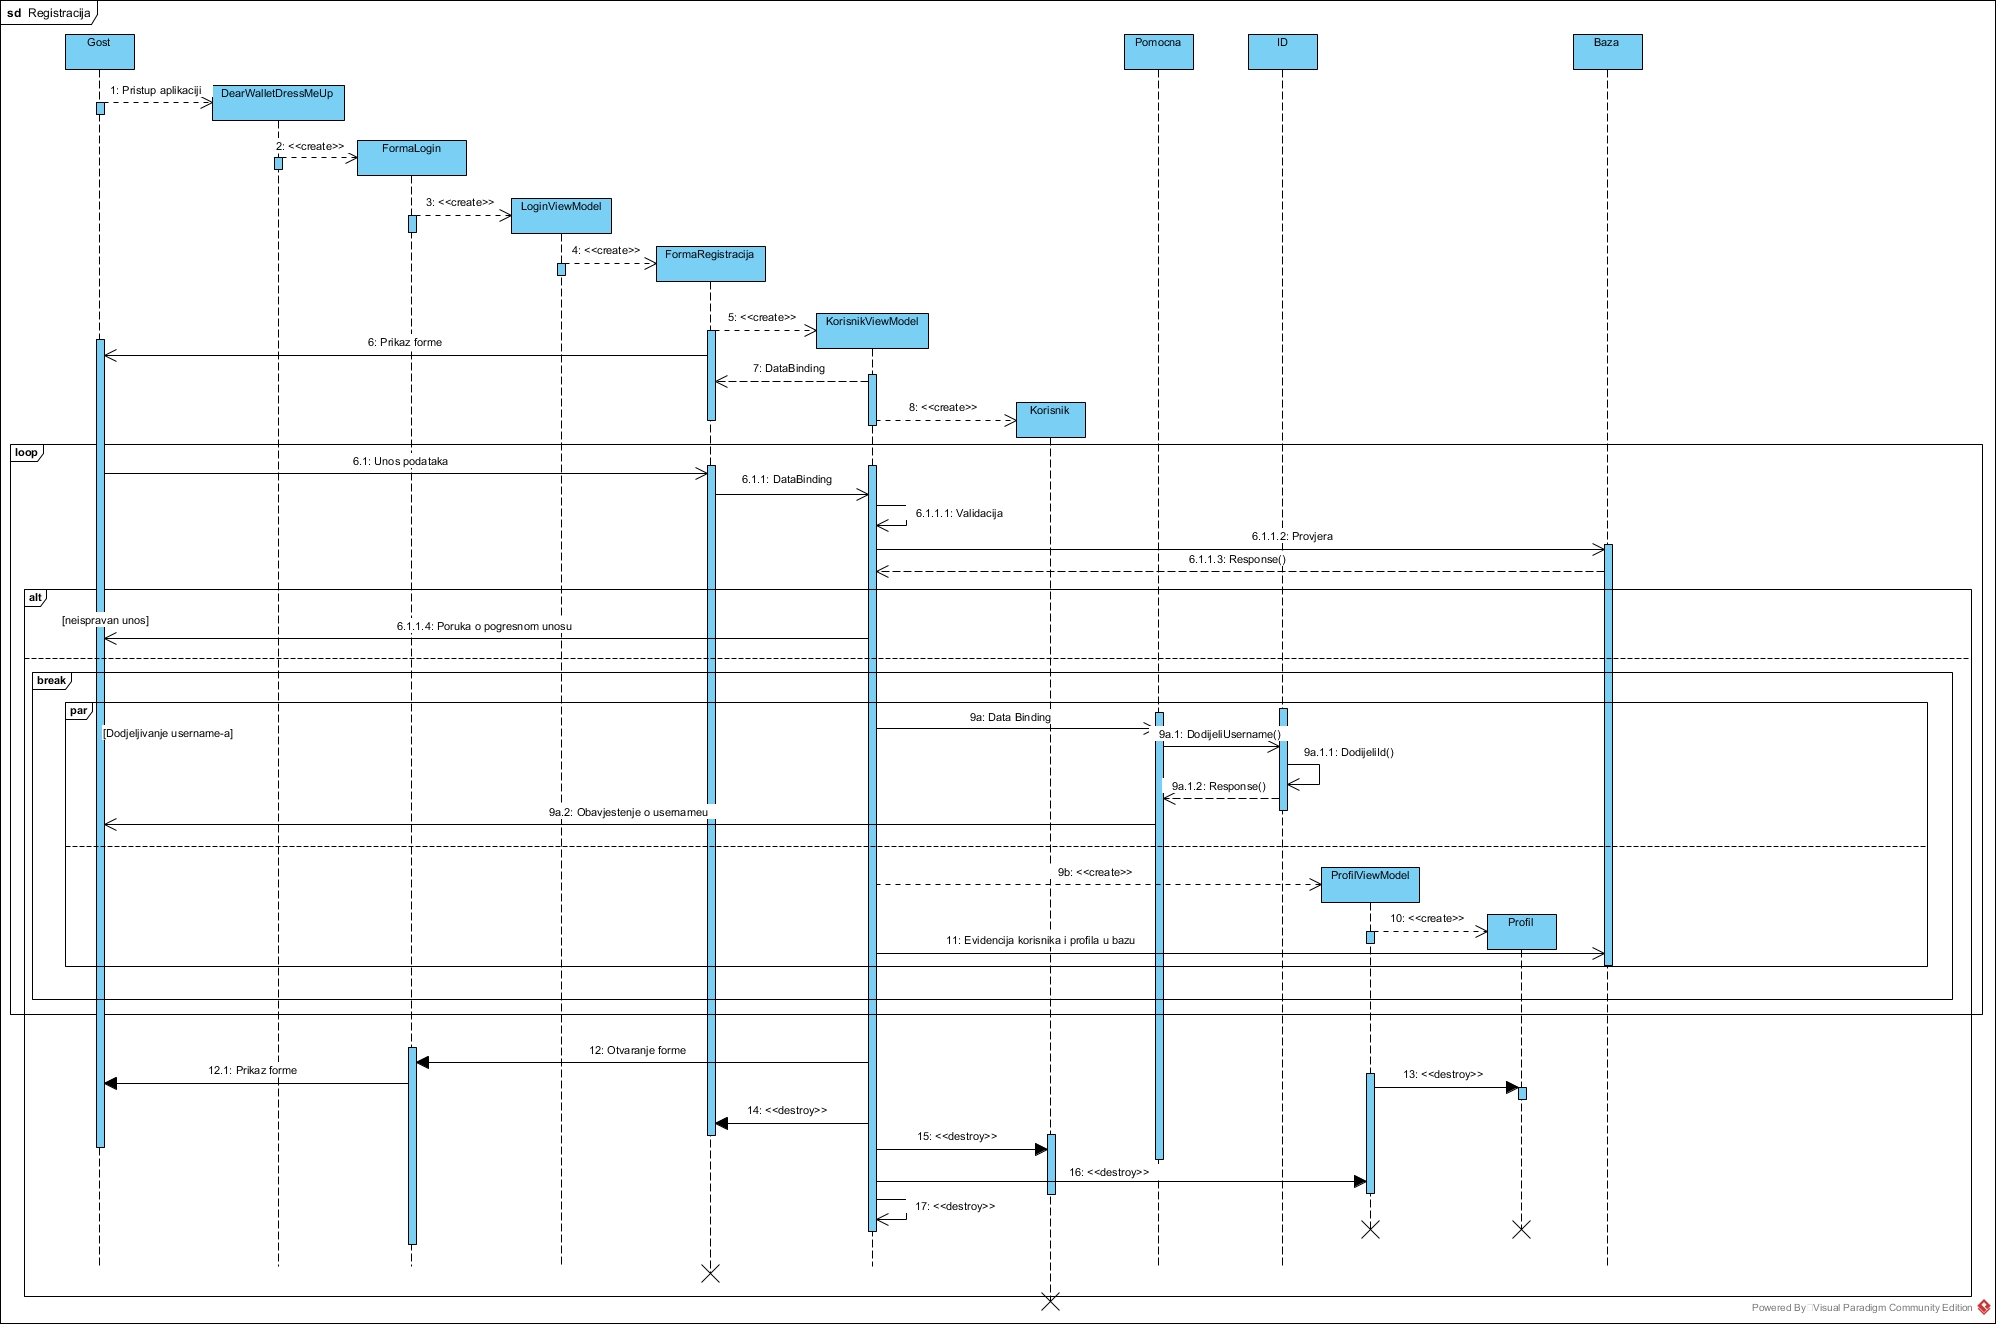 sd Registracija
Gost
Pomocna
ID
Baza
1: Pristup aplikaciji
DearWalletDressMeUp
2: <<create>>
FormaLogin
3: <<create>>
LoginViewModel
4: <<create>>
FormaRegistracija
5: <<create>>
KorisnikViewModel
6: Prikaz forme
7: DataBinding
8: <<create>>
Korisnik
loop
6.1: Unos podataka
6.1.1: DataBinding
6.1.1.1: Validacija
6.1.1.2: Provjera
6.1.1.3: Response()
alt
[neispravan unos]
6.1.1.4: Poruka o pogresnom unosu
break
par
9a: Data Binding
[Dodjeljivanje username-a]
9a.1: DodijeliUsername()
9a.1.1: DodijeliId()
9a.1.2: Response()
9a.2: Obavjestenje o usernameu
9b: <<create>>
ProfilViewModel
10: <<create>>
Profil
11: Evidencija korisnika i profila u bazu
12: Otvaranje forme
12.1: Prikaz forme
13: <<destroy>>
14: <<destroy>>
15: <<destroy>>
16: <<destroy>>
17: <<destroy>>
Powered By Visual Paradigm Community Edition